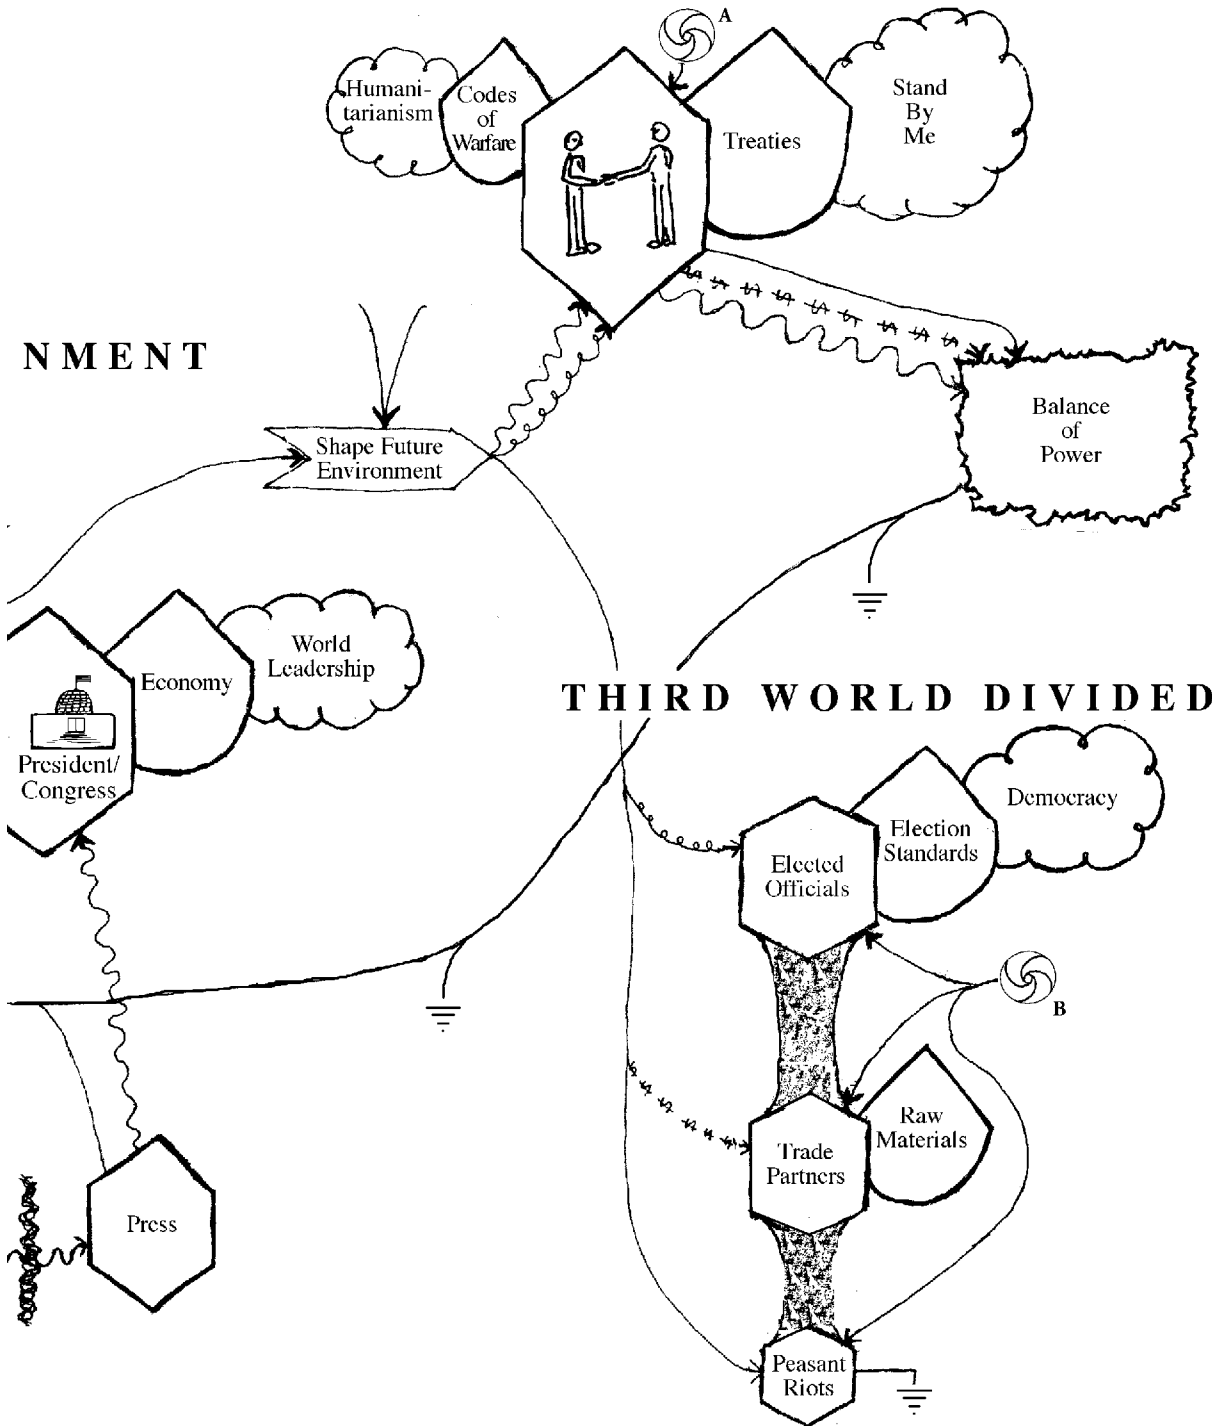 A
Humani-
tarianism
Codes
of
Warfare
Treaties
Stand
By
Me
NMENT
Shape Future
Environment
Balance
of
Power
World
Leadership
Economy
President/
Congress
THIRD WORLD DIVIDED
Democracy
Election
Standards
Elected
Officials
B
Raw
Materials
Trade
Partners
Press
Peasant
Riots